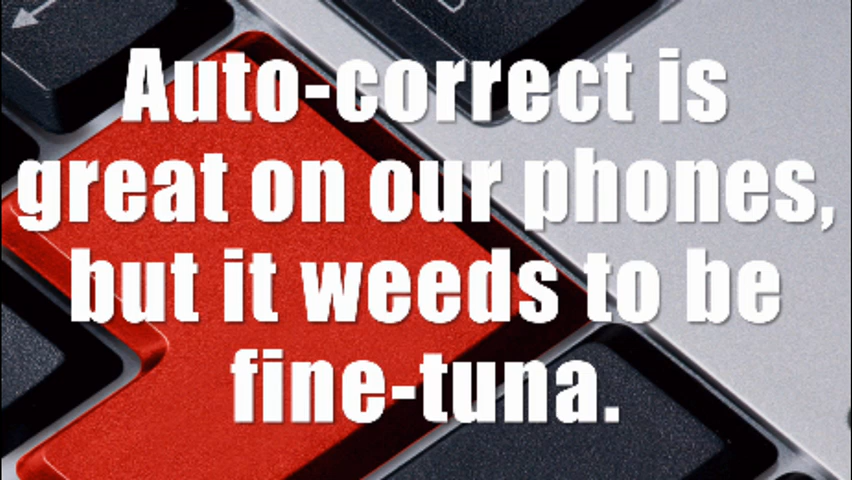 Auto-correct is
great on our phones,
but it weeds to be
fine-tuna.